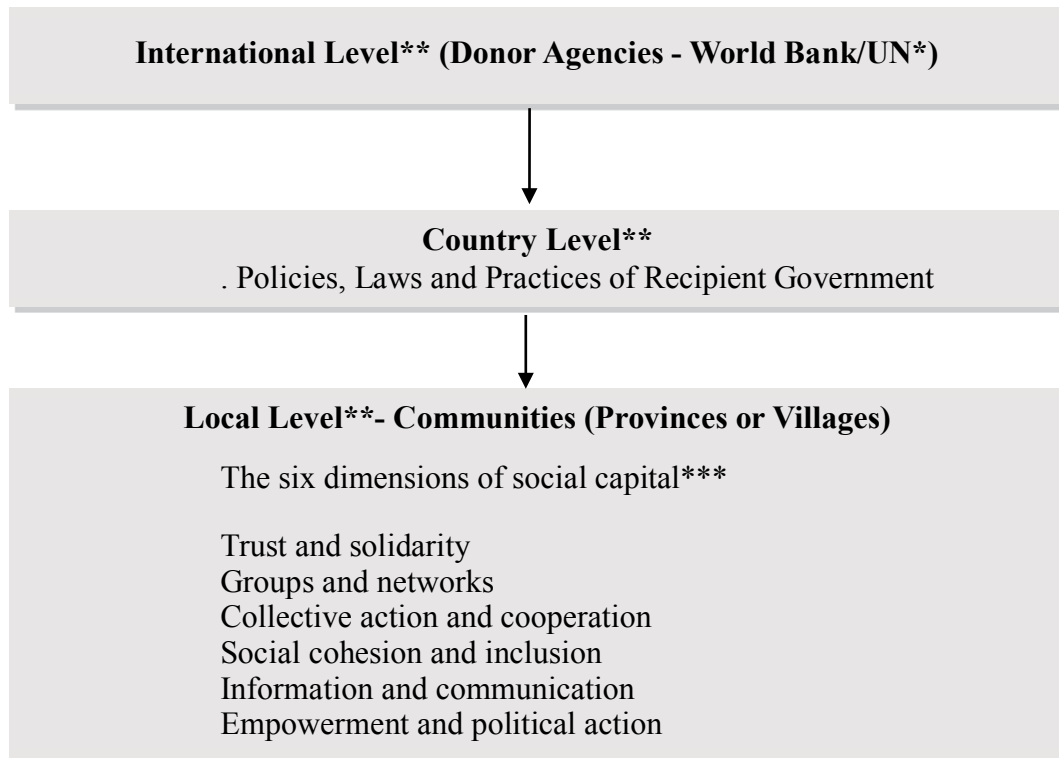 International Level** (Donor Agencies - World Bank/UN*)
Country Level**
. Policies, Laws and Practices of Recipient Government
Local Level**- Communities (Provinces or Villages)
The six dimensions of social capital***
Trust and solidarity
Groups and networks
Collective action and cooperation
Social cohesion and inclusion
Information and communication
Empowerment and political action